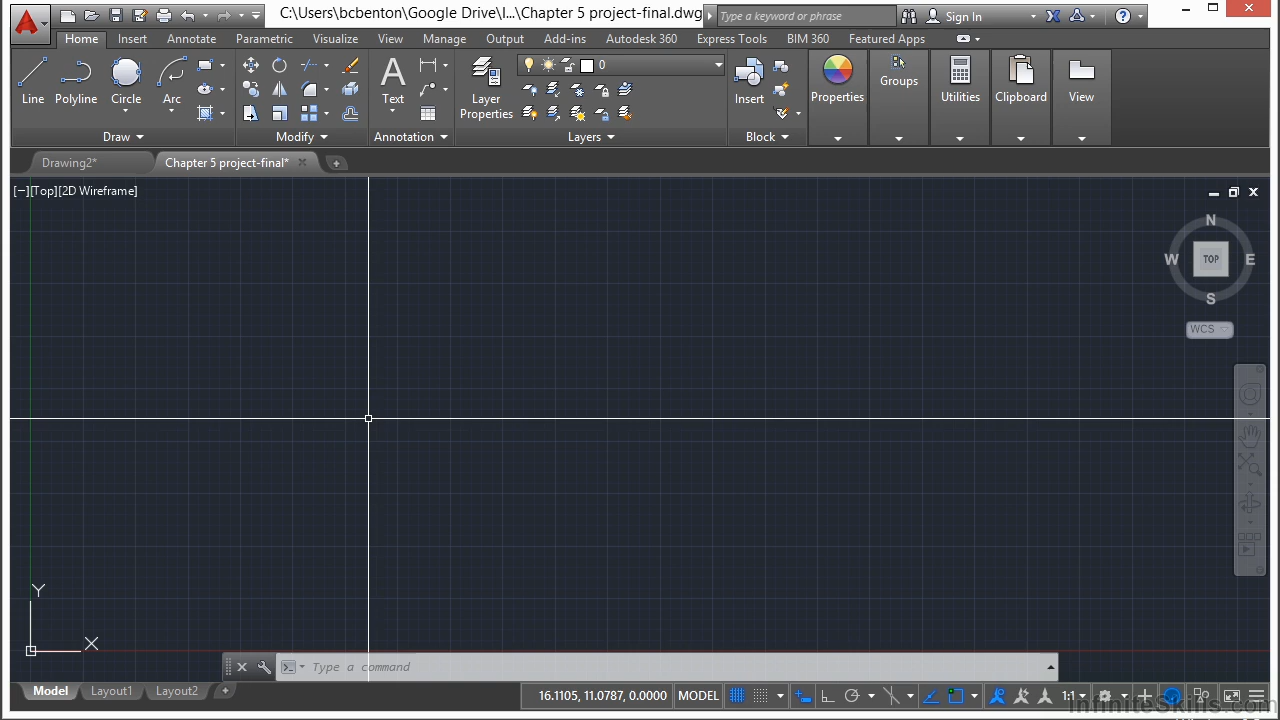 C:\Users\bcbenton\Google Drive\I...\Chapter 5 project-final.dwg
Type a keyword or phrase
Sign In
Home Insert Annotate Parametric Visualize View Manage Output Add-ins Autodesk 360 Express Tools BIM 360 Featured Apps
0
Line Polyline Circle Arc
A
Text
Layer
Properties
Insert
Properties
Groups
Utilities
Clipboard
View
Draw Modify Annotation Layers Block
Drawing2* Chapter 5 project-final*
[−][Top][2D Wireframe]
N
W TOP E
S
WCS
Y
X
Type a command
Model Layout1 Layout2
16.1105, 11.0787, 0.0000 MODEL 1:1
InfiniteSkills.com